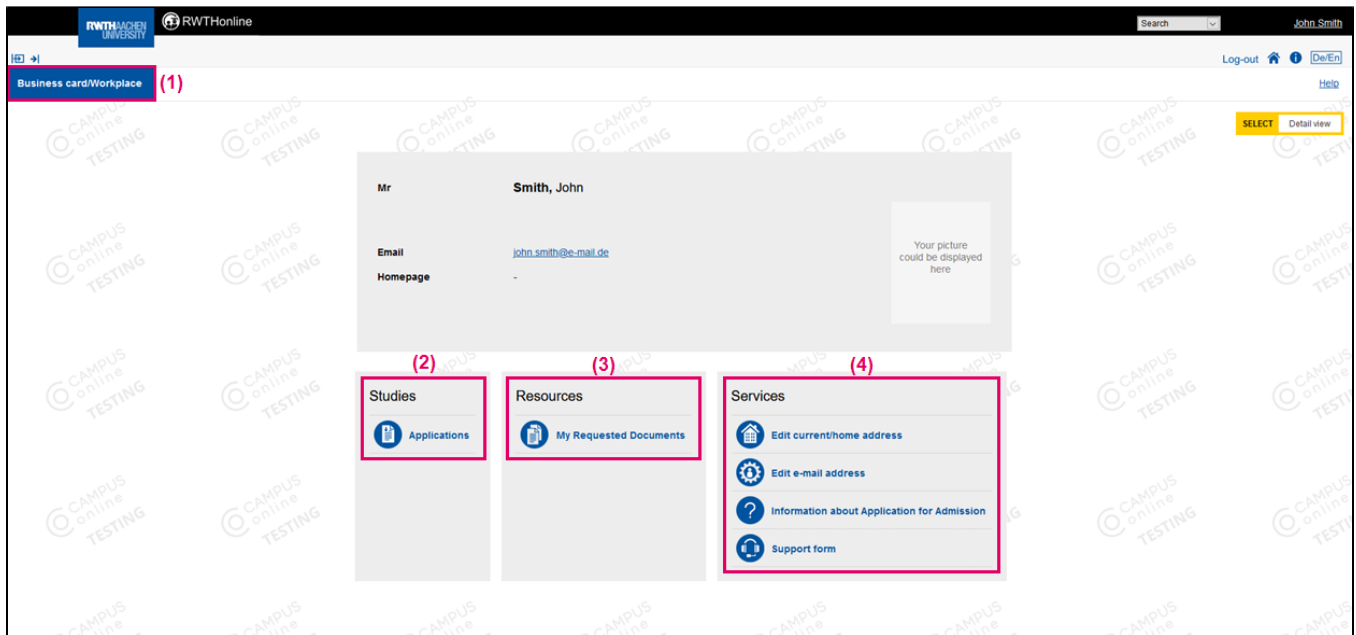 RWTHAACHEN UNIVERSITY
RWTHonline
Search
John Smith
Log-out
De/En
Business card/Workplace
(1)
Help
SELECT Detail view
Mr Smith, John
Email john.smith@e-mail.de
Homepage -
Your picture
could be displayed
here
(2)
Studies
Applications
(3)
Resources
My Requested Documents
(4)
Services
Edit current/home address
Edit e-mail address
Information about Application for Admission
Support form
CAMPUS
online
TESTING